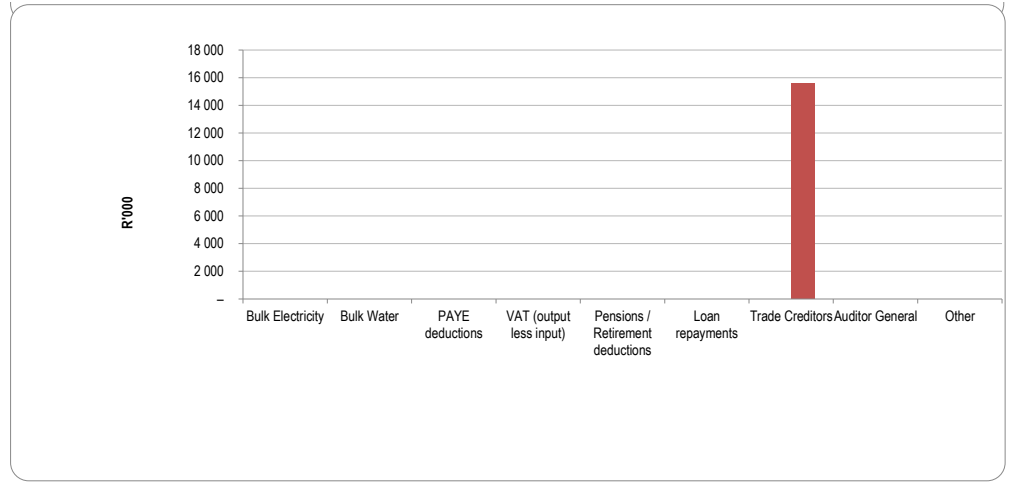 18 000
16 000
14 000
12 000
10 000
8 000
6 000
4 000
2 000
–
R'000
Bulk Electricity
Bulk Water
PAYE
deductions
VAT (output
less input)
Pensions /
Retirement
deductions
Loan
repayments
Trade Creditors
Auditor General
Other